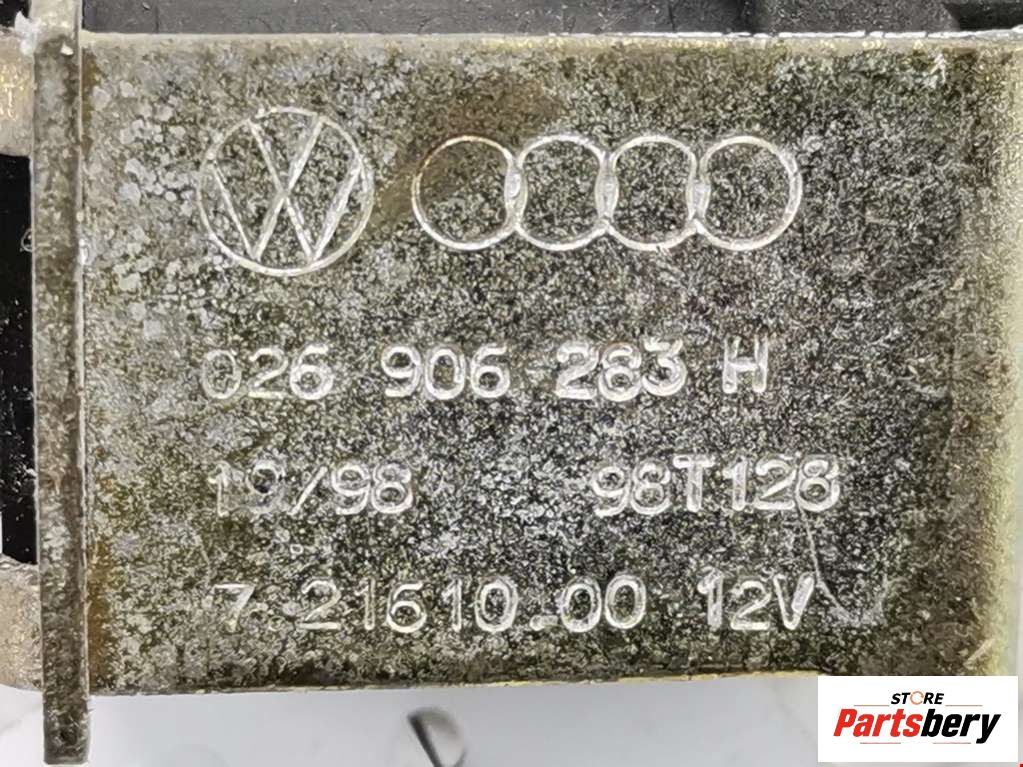 026 906 283 H
19/98 98T128
7.21610.00 12V
STORE
Partsbery